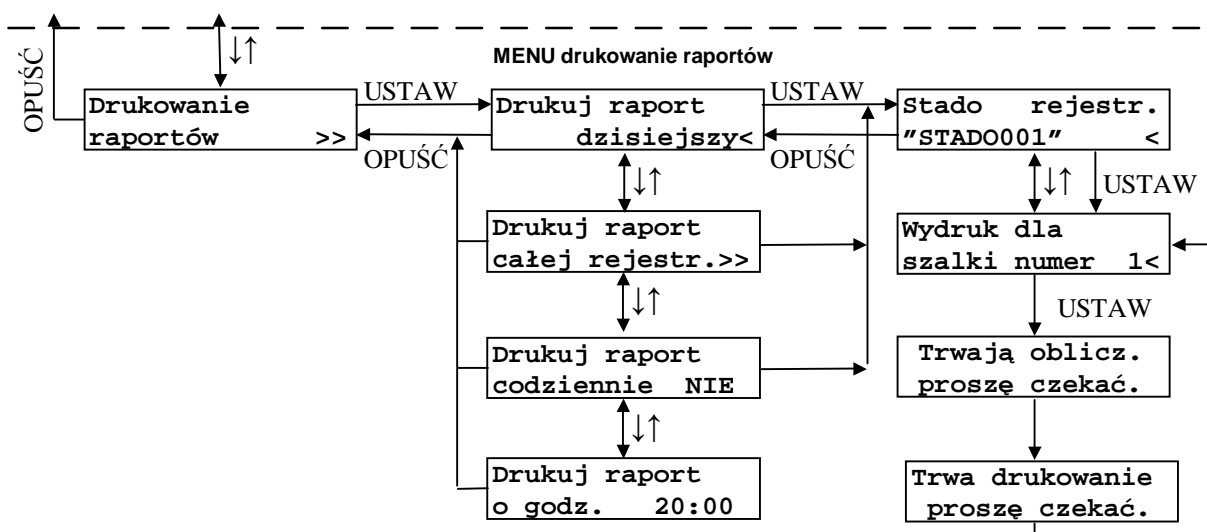 MENU drukowanie raportów
OPUŚĆ
↓↑
Drukowanie
raportów >>
USTAW
OPUŚĆ
Drukuj raport
dzisiejszy<
USTAW
OPUŚĆ
Stado rejestr.
"STADO001" <
↓↑
↓↑
USTAW
Drukuj raport
całej rejestr.>>
Wydruk dla
szalki numer 1<
↓↑
USTAW
Drukuj raport
codziennie NIE
Trwają oblicz.
proszę czekać.
↓↑
Drukuj raport
o godz. 20:00
Trwa drukowanie
proszę czekać.